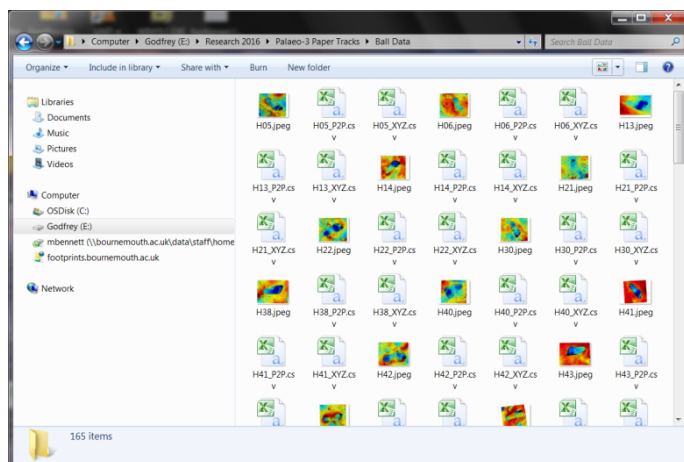 Computer ▸ Godfrey (E:) ▸ Research 2016 ▸ Palaeo-3 Paper Tracks ▸ Ball Data
Search Ball Data
Organize Include in library Share with Burn New folder
Libraries
Documents
Music
Pictures
Videos
Computer
OSDisk (C:)
Godfrey (E:)
mbennett (\\bournemouth.ac.uk\data\staff\home
footprints.bournemouth.ac.uk
Network
H05.jpeg H05_P2P.cs H05_XYZ.cs H06.jpeg H06_P2P.cs H06_XYZ.cs H13.jpeg
v v v v
H13_P2P.cs H13_XYZ.cs H14.jpeg H14_P2P.cs H14_XYZ.cs H21.jpeg H21_P2P.cs
v v v v v
H21_XYZ.cs H22.jpeg H22_P2P.cs H22_XYZ.cs H30.jpeg H30_P2P.cs H30_XYZ.cs
v v v v v
H38.jpeg H38_P2P.cs H38_XYZ.cs H40.jpeg H40_P2P.cs H40_XYZ.cs H41.jpeg
v v v v
H41_P2P.cs H41_XYZ.cs H42.jpeg H42_P2P.cs H42_XYZ.cs H43.jpeg H43_P2P.cs
v v v v v
165 items